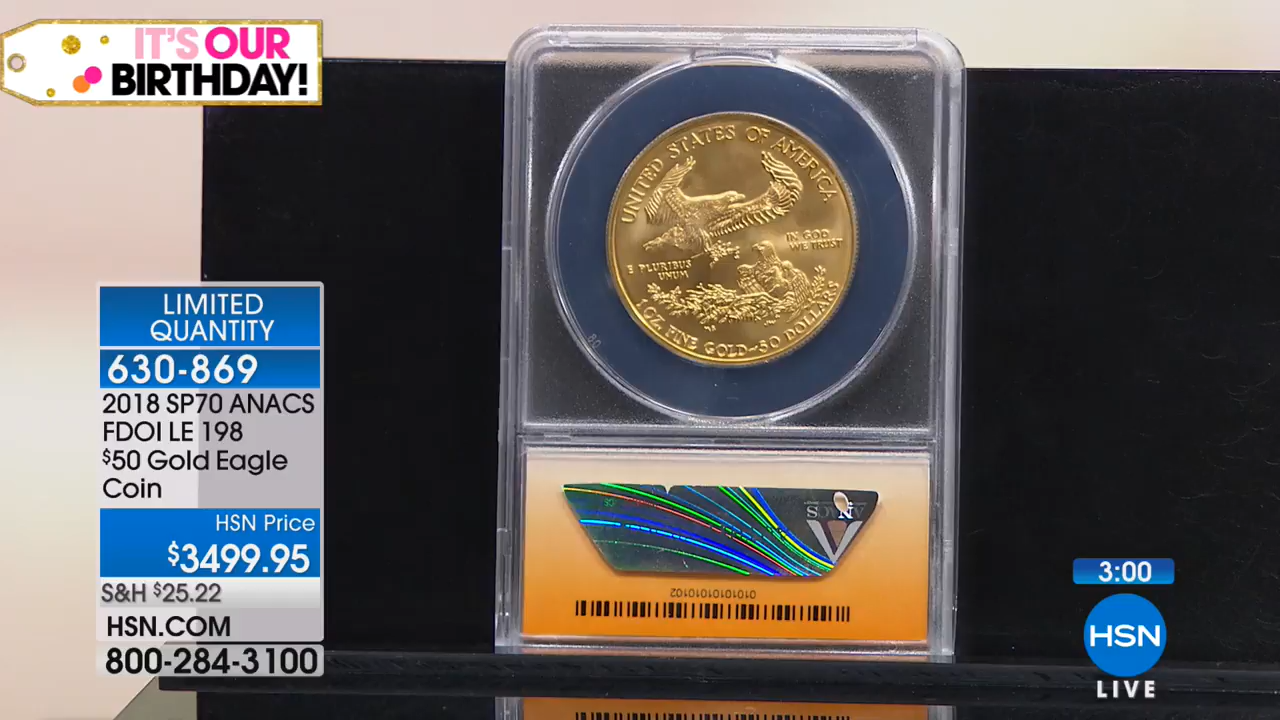 IT'S OUR
BIRTHDAY!
UNITED STATES OF AMERICA
IN GOD
WE TRUST
E PLURIBUS
UNUM
1 OZ. FINE GOLD~50 DOLLARS
80
LIMITED
QUANTITY
630-869
2018 SP70 ANACS
FDOI LE 198
$50 Gold Eagle
Coin
HSN Price
$3499.95
S&H $25.22
HSN.COM
800-284-3100
ANACS
0101010101102
3:00
HSN
LIVE